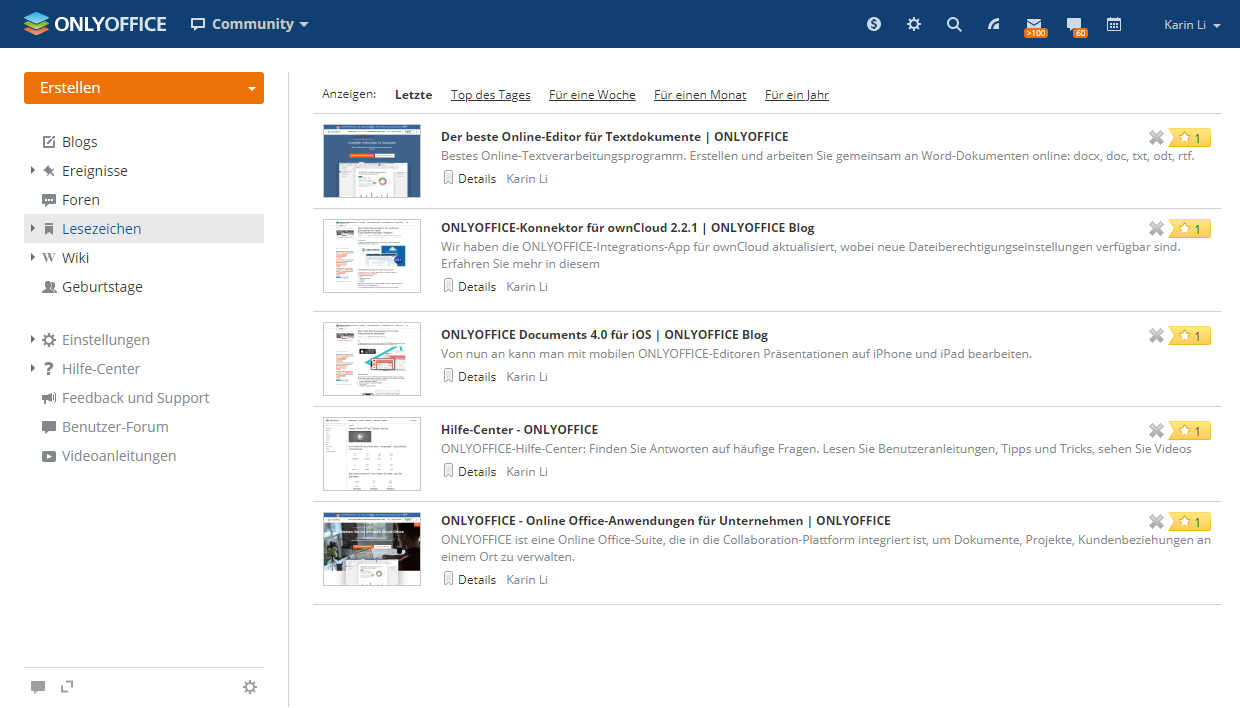 ONLYOFFICE
Community
>100
60
Karin Li
Erstellen
Blogs
Ereignisse
Foren
Lesezeichen
Wiki
Geburtstage
Einstellungen
Hilfe-Center
Feedback und Support
Benutzer-Forum
Videoanleitungen
Anzeigen: Letzte Top des Tages Für eine Woche Für einen Monat Für ein Jahr
Der beste Online-Editor für Textdokumente | ONLYOFFICE
1
Bestes Online-Textverarbeitungsprogramm. Erstellen und arbeiten Sie gemeinsam an Word-Dokumenten online: docx, doc, txt, odt, rtf.
Details Karin Li
ONLYOFFICE-Konnektor für ownCloud 2.2.1 | ONLYOFFICE Blog
1
Wir haben die ONLYOFFICE-Integrations-App für ownCloud aktualisiert, wobei neue Dateiberechtigungseinstellungen verfügbar sind.
Erfahren Sie mehr in diesem
Details Karin Li
ONLYOFFICE Documents 4.0 für iOS | ONLYOFFICE Blog
1
Von nun an kann man mit mobilen ONLYOFFICE-Editoren Präsentationen auf iPhone und iPad bearbeiten.
Details Karin Li
Hilfe-Center - ONLYOFFICE
1
ONLYOFFICE-Hilfe-Center: Finden Sie Antworten auf häufige Fragen. Lesen Sie Benutzeranleitungen, Tipps und Tricks, sehen Sie Videos
Details Karin Li
ONLYOFFICE - Online Office-Anwendungen für Unternehmen | ONLYOFFICE
1
ONLYOFFICE ist eine Online Office-Suite, die in die Collaboration-Plattform integriert ist, um Dokumente, Projekte, Kundenbeziehungen an
einem Ort zu verwalten.
Details Karin Li